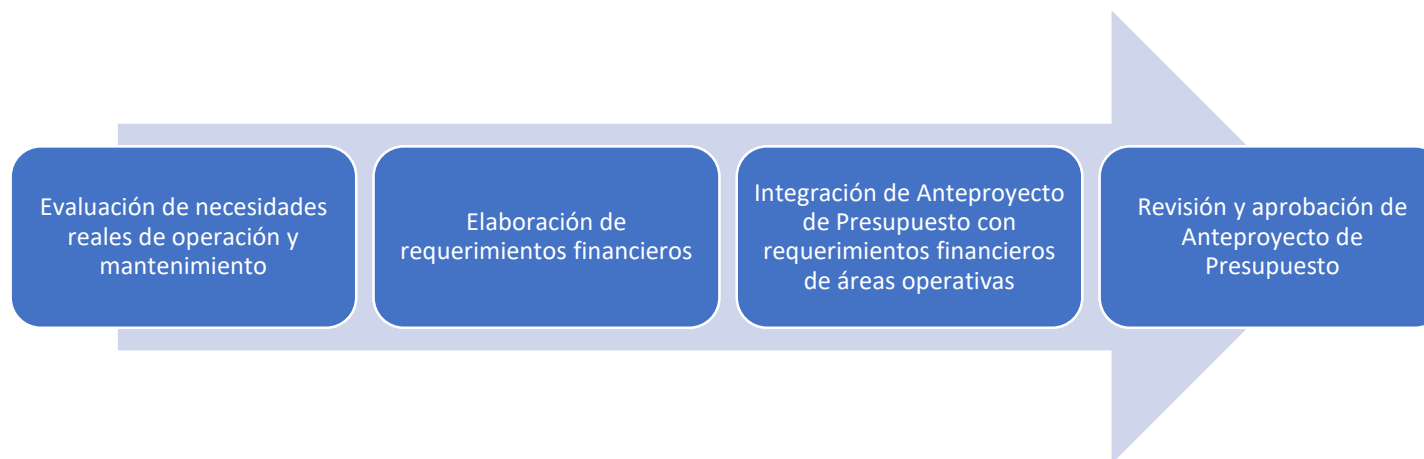 Evaluación de necesidades
reales de operación y
mantenimiento
Elaboración de
requerimientos financieros
Integración de Anteproyecto
de Presupuesto con
requerimientos financieros
de áreas operativas
Revisión y aprobación de
Anteproyecto de
Presupuesto